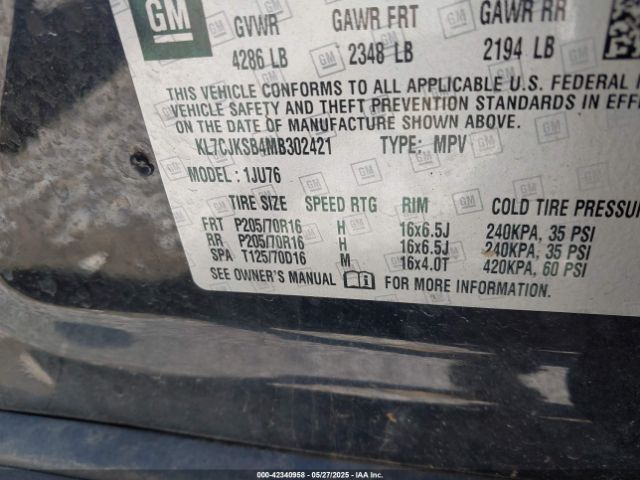 GM
GVWR GAWR FRT GAWR RR
4286 LB 2348 LB 2194 LB
THIS VEHICLE CONFORMS TO ALL APPLICABLE U.S. FEDERAL
VEHICLE SAFETY AND THEFT PREVENTION STANDARDS IN EFFE
ON THE DATE OF MANUFACTURE SHOWN ABOVE.
KL7CJKSB4MB302421 TYPE: MPV
MODEL: 1JU76
TIRE SIZE SPEED RTG RIM COLD TIRE PRESSUR
FRT P205/70R16 H 16x6.5J 240KPA, 35 PSI
RR P205/70R16 H 16x6.5J 240KPA, 35 PSI
SPA T125/70D16 M 16x4.0T 420KPA, 60 PSI
SEE OWNER'S MANUAL FOR MORE INFORMATION.
000-42340958 05/27/2025 IAAI.COM